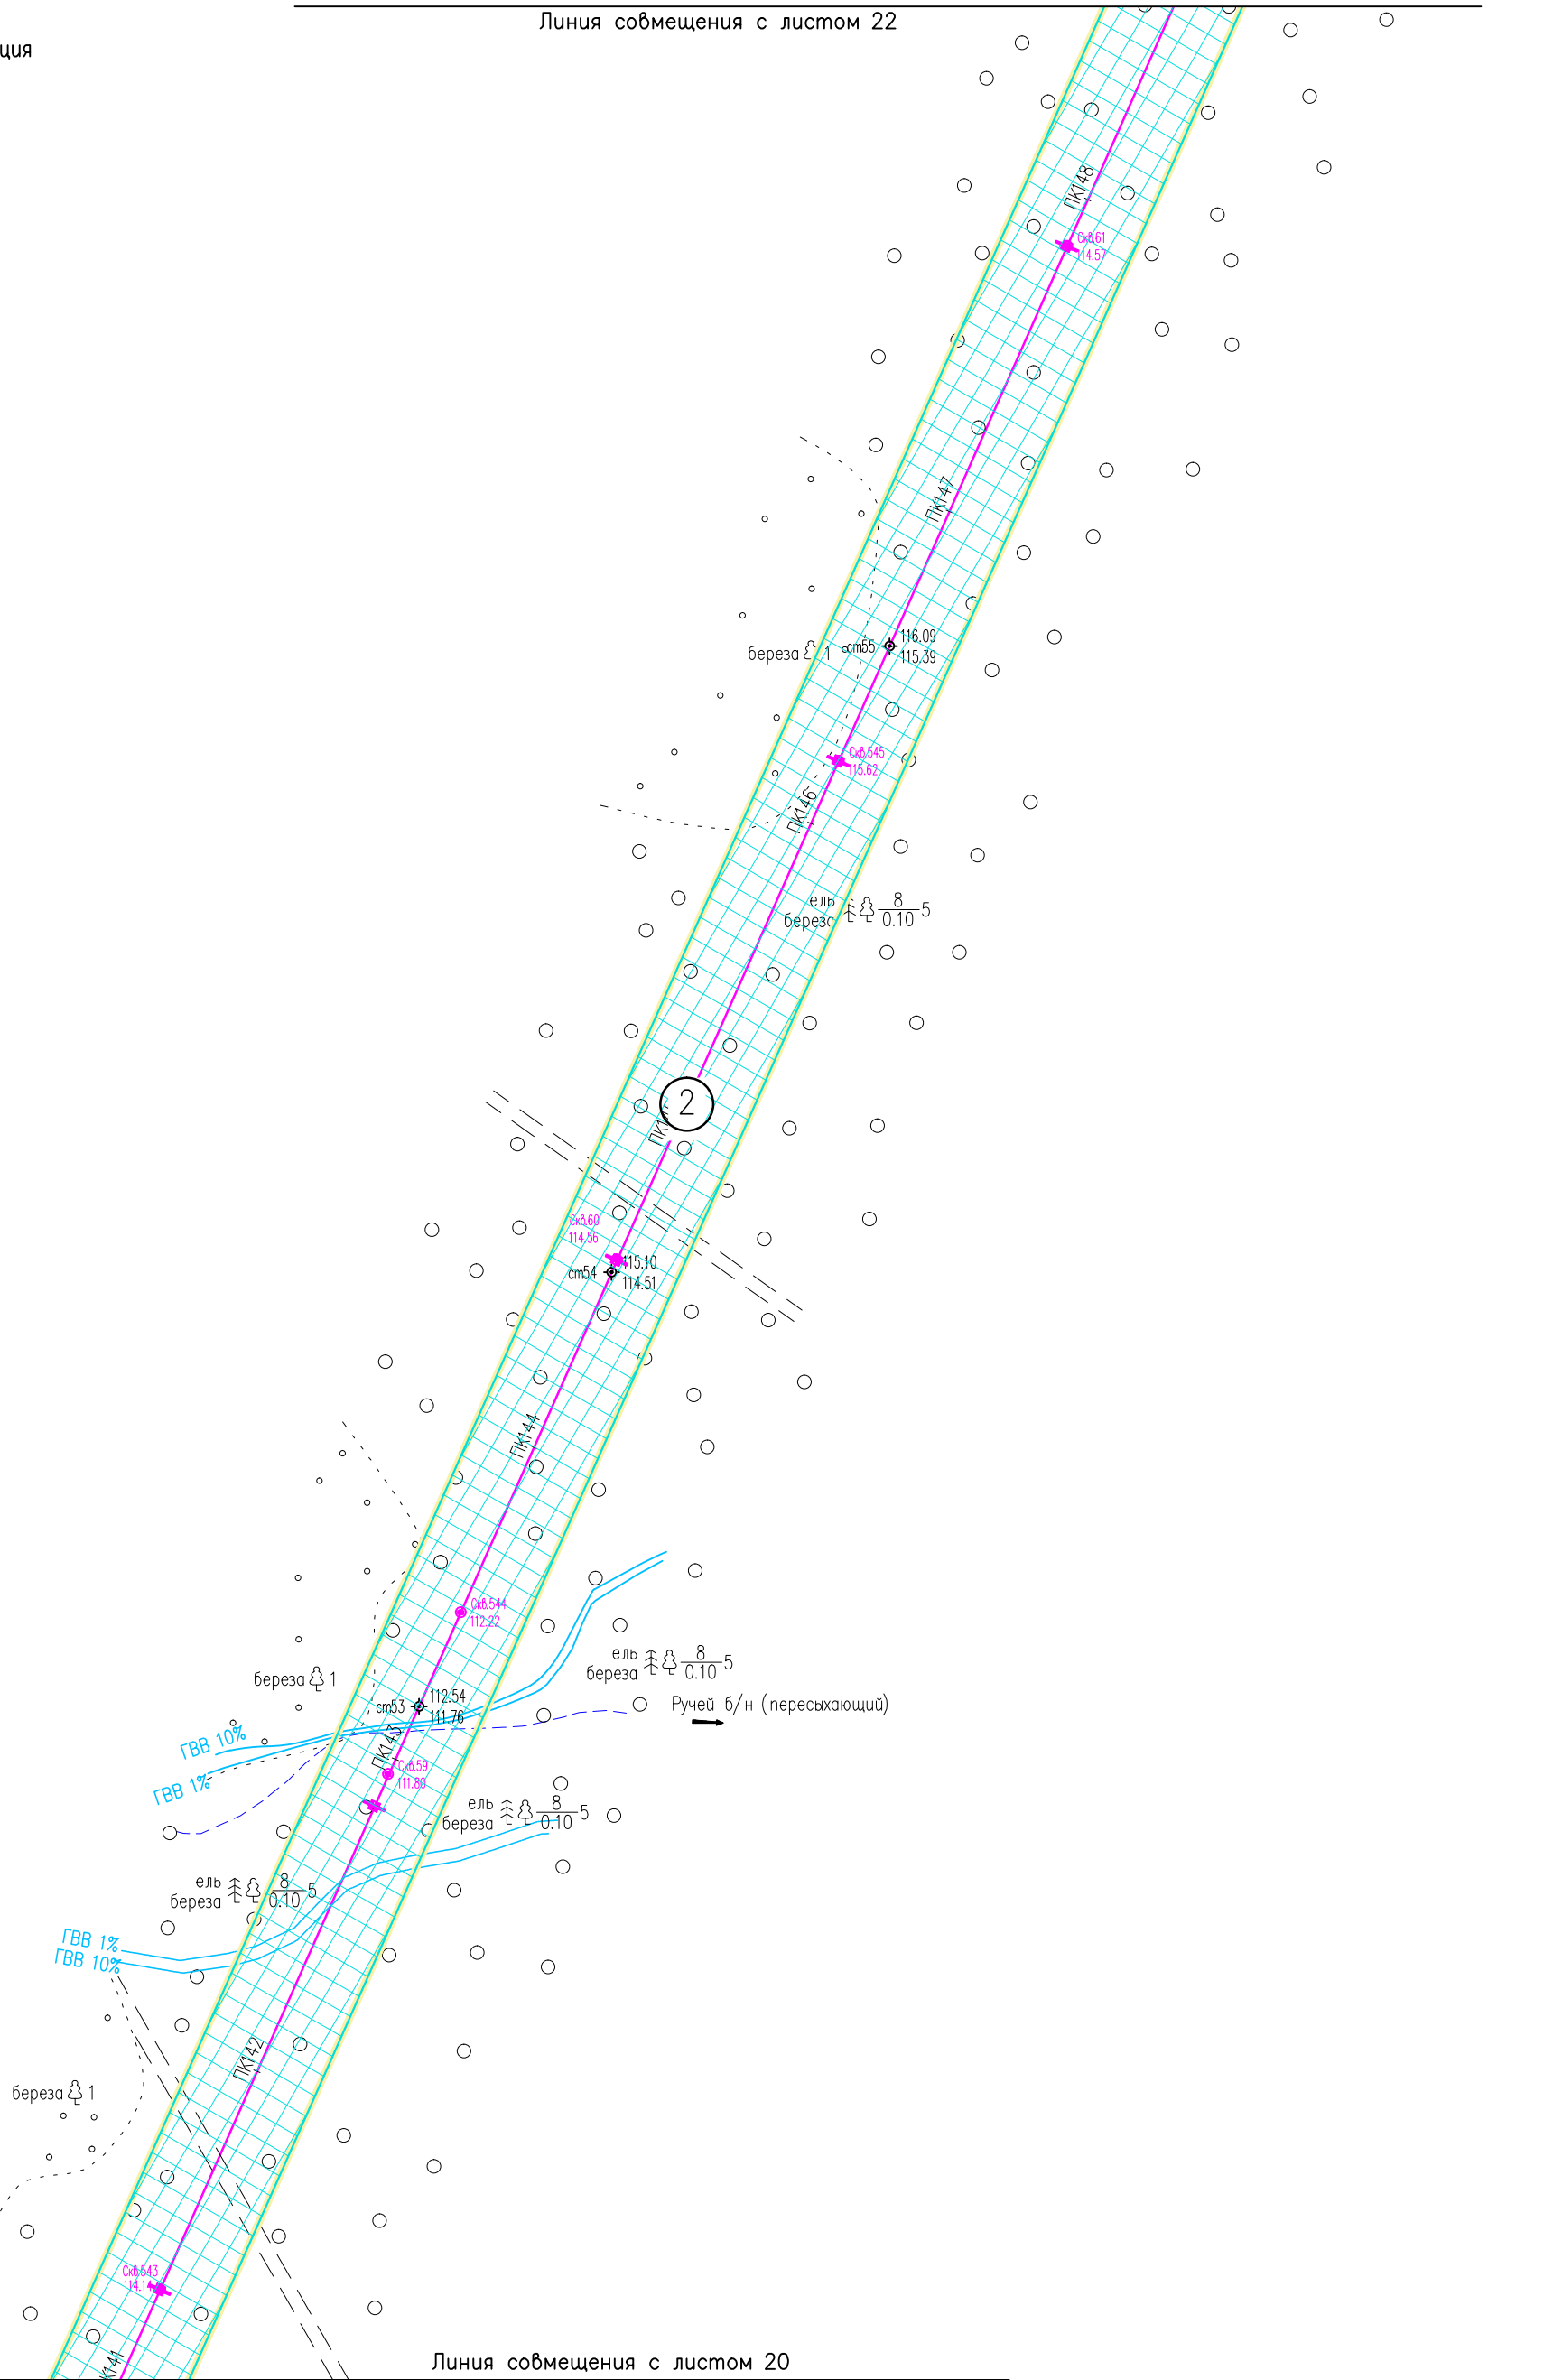 Линия совмещения с листом 22
ция
ПК148
Скв.61
114.57
ПК147
116.09
ст55
115.39
береза 1
Скв.545
115.62
ПК146
8
ель
0.10 5
береза
2
Скв.60
114.56
115.10
ст54
114.51
ПК144
Скв.544
112.22
ель 8
береза 0.10 5
береза 1
112.54
ст53
111.76
Ручей б/н (пересыхающий)
ГВВ 10%
ПК143
Скв.59
111.80
ГВВ 1%
ель 8
береза 0.10 5
ель 8
береза 0.10 5
ГВВ 1%
ГВВ 10%
ПК142
береза 1
Скв.543
114.14
Линия совмещения с листом 20